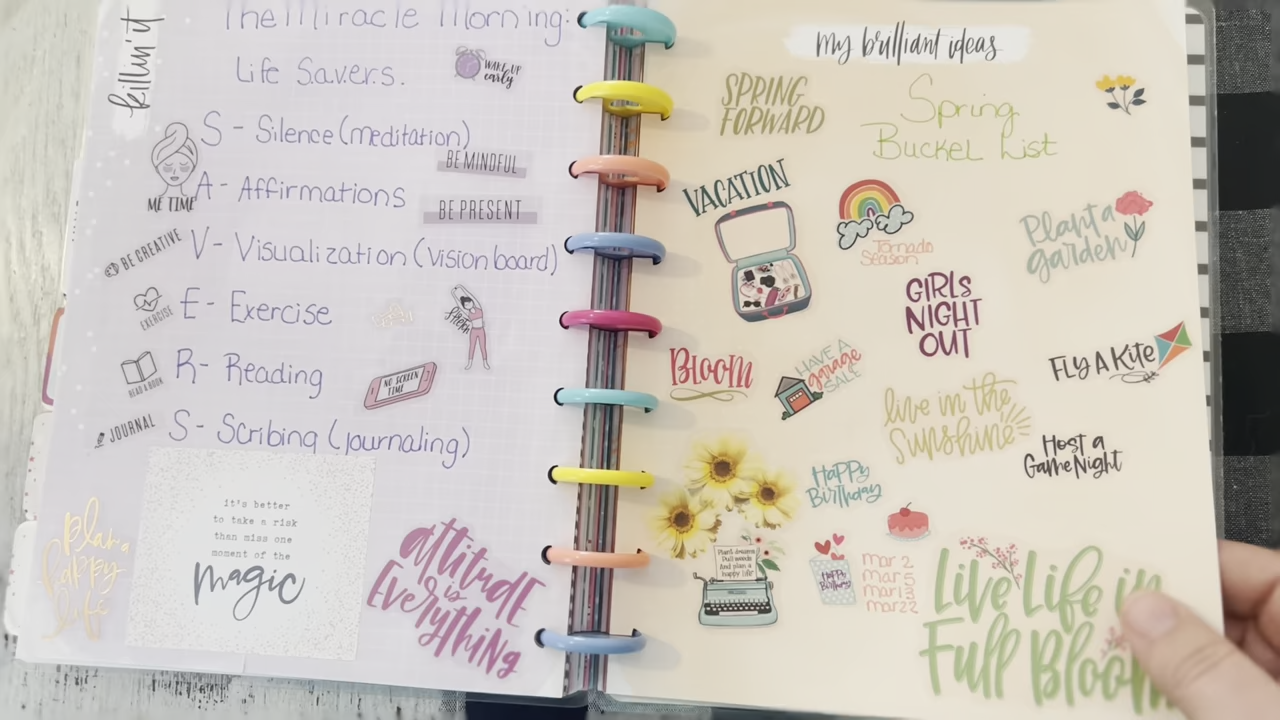 killin' it
The Miracle Morning:
Life Savers.
WAKE UP
early
S - Silence (meditation)
BE MINDFUL
ME TIME
A - Affirmations
BE PRESENT
BE CREATIVE
V - Visualization (vision board)
EXERCISE
E - Exercise
READ A BOOK
R - Reading
NO SCREEN
TIME
JOURNAL
S - Scribing (journaling)
Plan a
happy
life
it's better
to take a risk
than miss one
moment of the
magic
attitude
is
EVERYTHING
my brilliant ideas
SPRING
FORWARD
Spring
Bucket List
VACATION
Tornado
Season
Plant a
garden
GIRLS
NIGHT
OUT
BLOOM
HAVE A
garage
SALE
FLY A KITE
live in the
Sunshine
Host a
Game Night
Happy
Birthday
Plant dreams
Pull weeds
And plan a
happy life
Happy
Birthday
Mar 2
Mar 5
Mar 13
Mar 22
Live Life in
Full Bloom